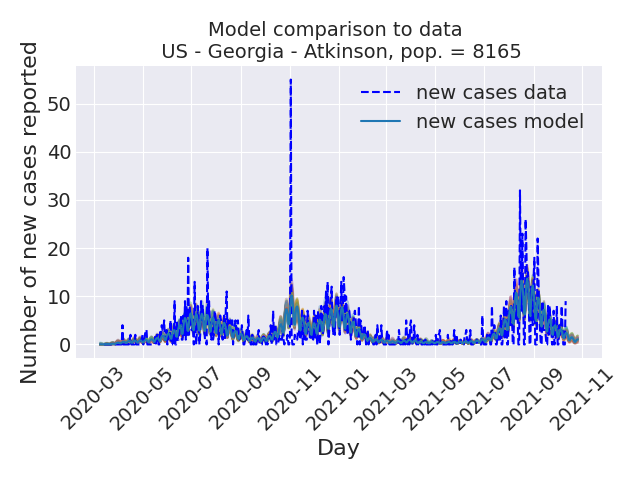 Model comparison to data
US - Georgia - Atkinson, pop. = 8165
Number of new cases reported
50
40
30
20
10
0
new cases data
new cases model
2020-03
2020-05
2020-07
2020-09
2020-11
2021-01
2021-03
2021-05
2021-07
2021-09
2021-11
Day